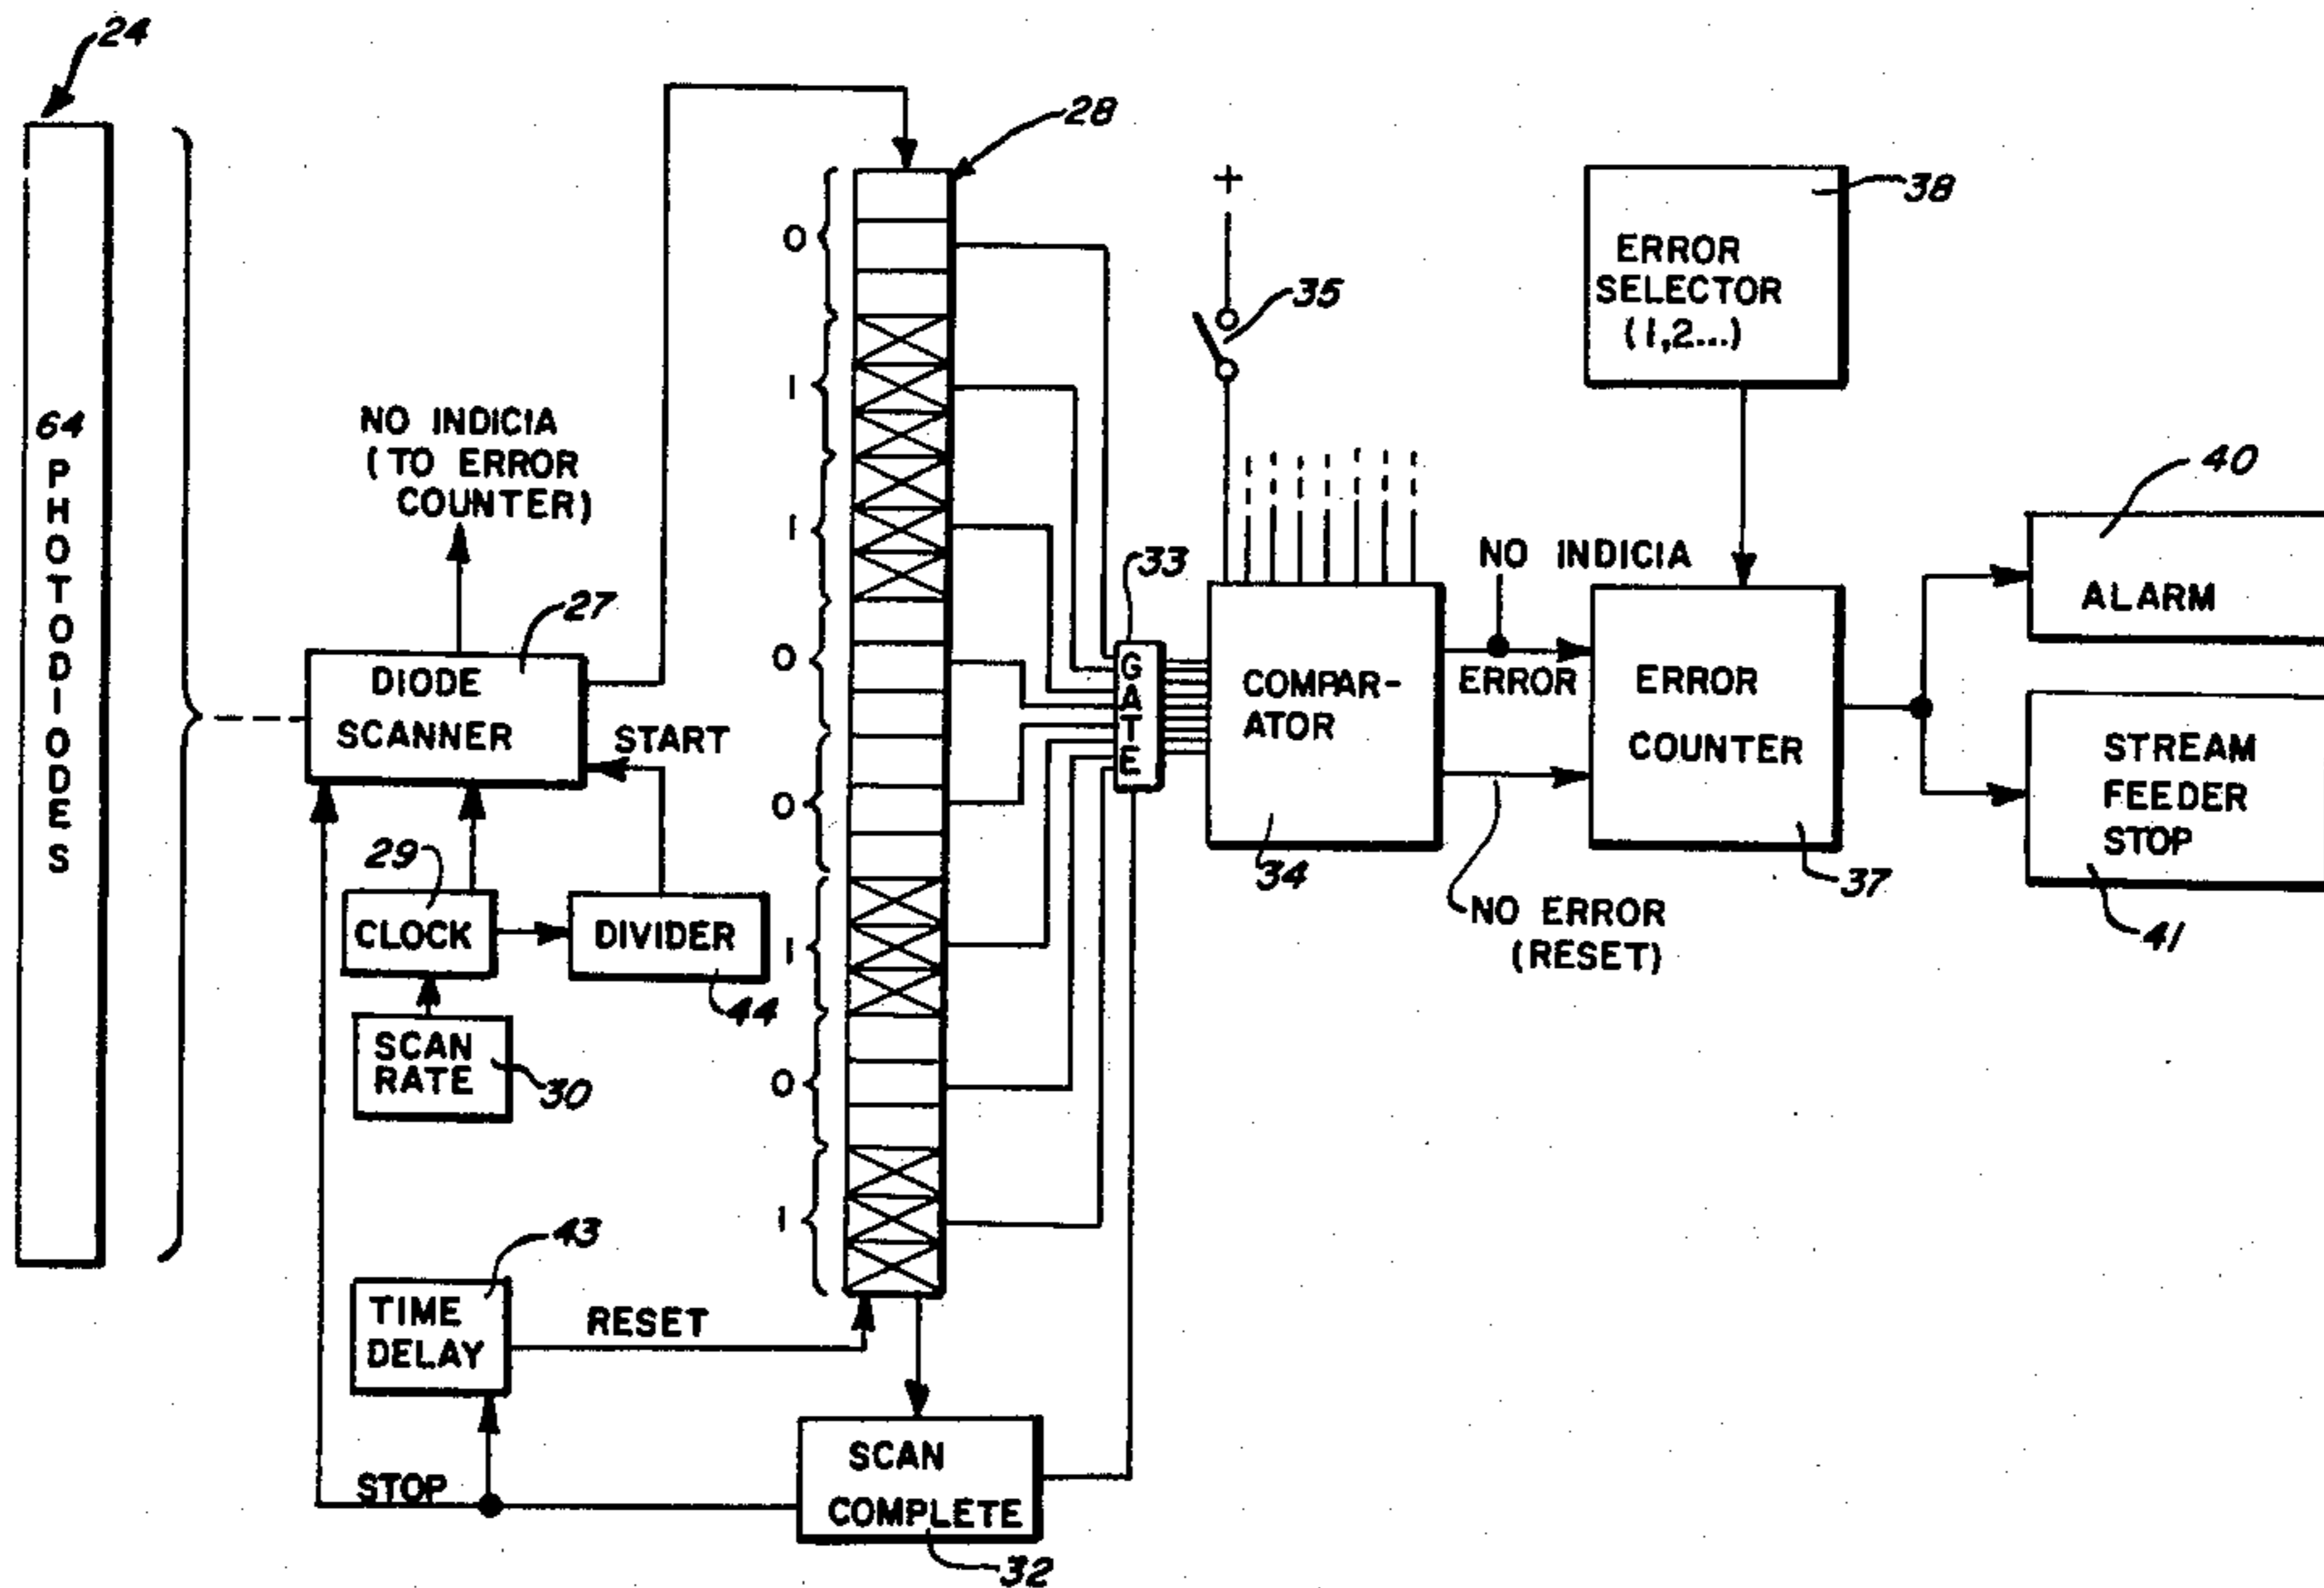 24
64
PHOTODIODES
NO INDICIA
(TO ERROR
COUNTER)
27
DIODE
SCANNER
START
29
CLOCK
DIVIDER
44
SCAN
RATE
30
43
TIME
DELAY
RESET
STOP
SCAN
COMPLETE
32
28
0
1
1
0
0
1
0
1
33
GATE
+
35
COMPAR-
ATOR
34
NO INDICIA
ERROR
NO ERROR
(RESET)
38
ERROR
SELECTOR
(1,2...)
ERROR
COUNTER
37
40
ALARM
STREAM
FEEDER
STOP
41